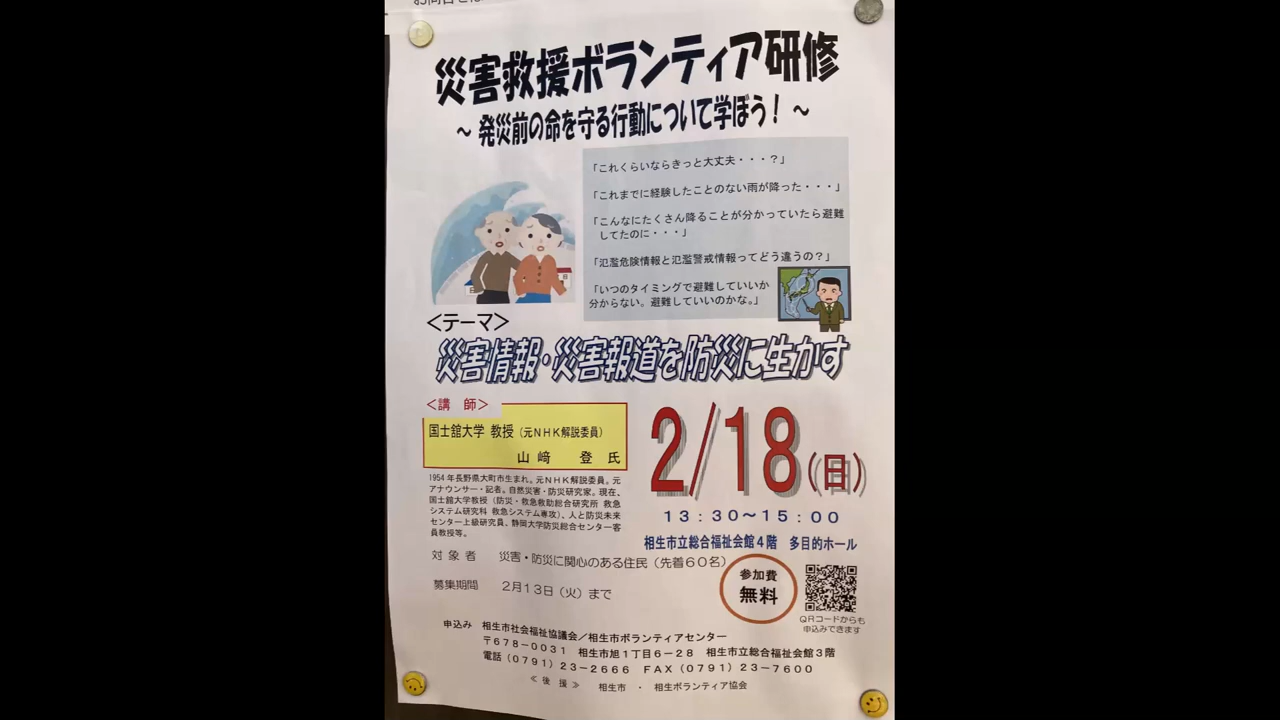 災害救援ボランティア研修
～ 発災前の命を守る行動について学ぼう！ ～
「これくらいならきっと大丈夫・・・？」
「これまでに経験したことのない雨が降った・・・」
「こんなにたくさん降ることが分かっていたら避難
してたのに・・・」
「氾濫危険情報と氾濫警戒情報ってどう違うの？」
「いつのタイミングで避難していいか
分からない。避難していいのかな。」
＜テーマ＞
災害情報・災害報道を防災に生かす
＜講　師＞
国士舘大学 教授（元ＮＨＫ解説委員）
山﨑　登 氏
1954 年長野県大町市生まれ。元ＮＨＫ解説委員。元
アナウンサー・記者。自然災害・防災研究家。現在、
国士舘大学教授（防災・救急救助総合研究所 救急
システム研究科 救急システム専攻）、人と防災未来
センター上級研究員、静岡大学防災総合センター客
員教授等。
2/18（日）
１３：３０～１５：００
相生市立総合福祉会館４階　多目的ホール
対 象 者　災害・防災に関心のある住民（先着６０名）
募集期間　２月１３日（火）まで
参加費
無料
ＱＲコードからも
申込みできます
申込み　相生市社会福祉協議会／相生市ボランティアセンター
〒６７８－００３１　相生市旭１丁目６－２８　相生市立総合福祉会館３階
電話（０７９１）２３－２６６６　ＦＡＸ（０７９１）２３－７６００
≪ 後 援 ≫　相生市　・　相生ボランティア協会